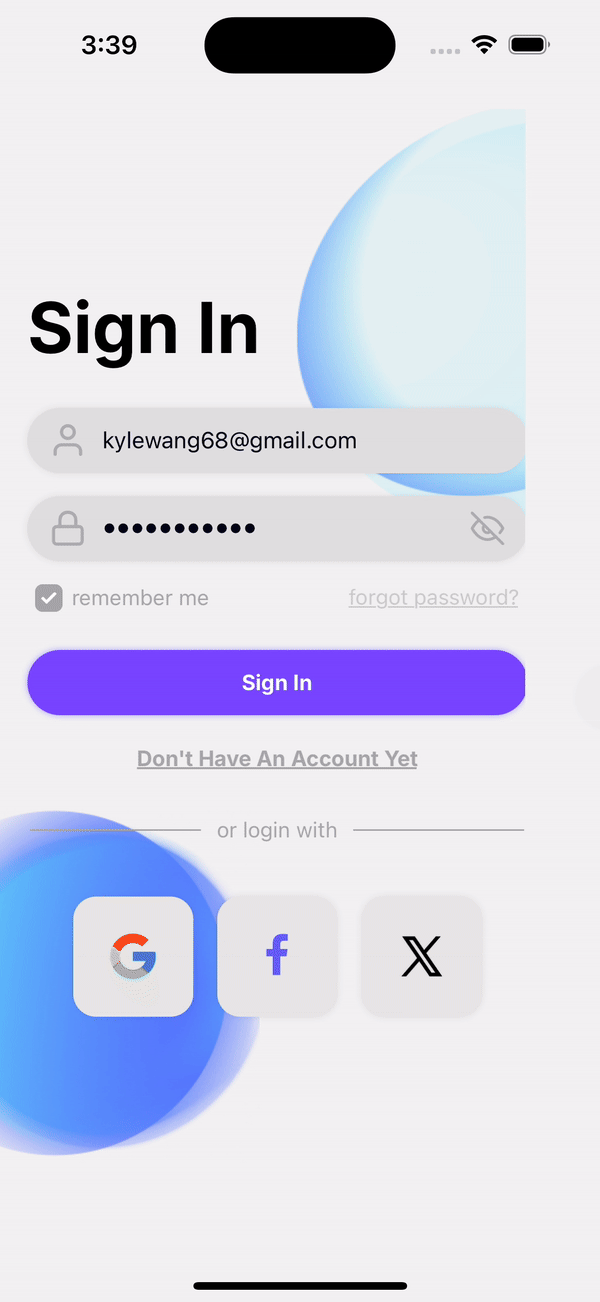 3:39
Sign In
kylewang68@gmail.com
•••••••••••
remember me
forgot password?
Sign In
Don't Have An Account Yet
or login with